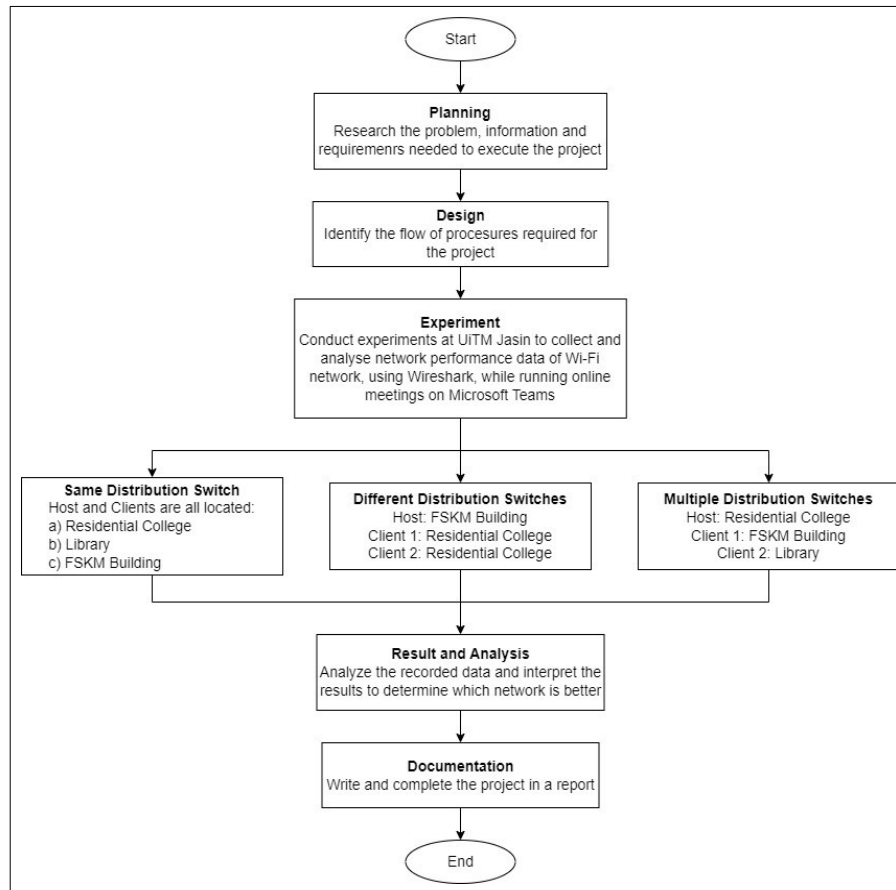 Start
Planning
Research the problem, information and
requiremenrs needed to execute the project
Design
Identify the flow of procesures required for
the project
Experiment
Conduct experiments at UiTM Jasin to collect and
analyse network performance data of Wi-Fi
network, using Wireshark, while running online
meetings on Microsoft Teams
Same Distribution Switch
Host and Clients are all located:
a) Residential College
b) Library
c) FSKM Building
Different Distribution Switches
Host: FSKM Building
Client 1: Residential College
Client 2: Residential College
Multiple Distribution Switches
Host: Residential College
Client 1: FSKM Building
Client 2: Library
Result and Analysis
Analyze the recorded data and interpret the
results to determine which network is better
Documentation
Write and complete the project in a report
End